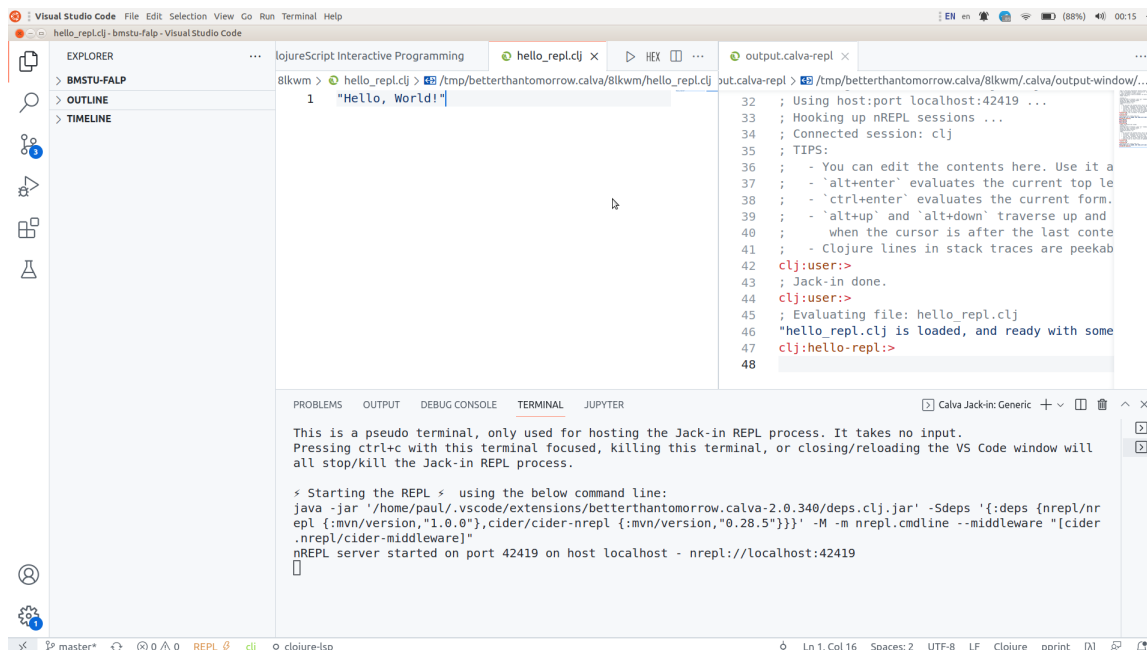 Visual Studio Code File Edit Selection View Go Run Terminal Help
EN en (88%) 00:15
hello_repl.clj - bmstu-falp - Visual Studio Code
EXPLORER ...
BMSTU-FALP
OUTLINE
TIMELINE
3
1
lojureScript Interactive Programming hello_repl.clj × HEX ...
8lkwm > hello_repl.clj > /tmp/betterthantomorrow.calva/8lkwm/hello_repl.clj
1 "Hello, World!"
output.calva-repl × ...
out.calva-repl > /tmp/betterthantomorrow.calva/8lkwm/.calva/output-window/...
32 ; Using host:port localhost:42419 ...
33 ; Hooking up nREPL sessions ...
34 ; Connected session: clj
35 ; TIPS:
36 ;   - You can edit the contents here. Use it a
37 ;   - `alt+enter` evaluates the current top le
38 ;   - `ctrl+enter` evaluates the current form.
39 ;   - `alt+up` and `alt+down` traverse up and
40 ;      when the cursor is after the last conte
41 ;   - Clojure lines in stack traces are peekab
42 clj:user:>
43 ; Jack-in done.
44 clj:user:>
45 ; Evaluating file: hello_repl.clj
46 "hello_repl.clj is loaded, and ready with some
47 clj:hello-repl:>
48
PROBLEMS OUTPUT DEBUG CONSOLE TERMINAL JUPYTER Calva Jack-in: Generic
This is a pseudo terminal, only used for hosting the Jack-in REPL process. It takes no input.
Pressing ctrl+c with this terminal focused, killing this terminal, or closing/reloading the VS Code window will
all stop/kill the Jack-in REPL process.
⚡ Starting the REPL ⚡ using the below command line:
java -jar '/home/paul/.vscode/extensions/betterthantomorrow.calva-2.0.340/deps.clj.jar' -Sdeps '{:deps {nrepl/nr
epl {:mvn/version,"1.0.0"},cider/cider-nrepl {:mvn/version,"0.28.5"}}}' -M -m nrepl.cmdline --middleware "[cider
.nrepl/cider-middleware]"
nREPL server started on port 42419 on host localhost - nrepl://localhost:42419
master* 0 0 REPL clj clojure-lsp Ln 1, Col 16 Spaces: 2 UTF-8 LF Clojure pprint [λ]